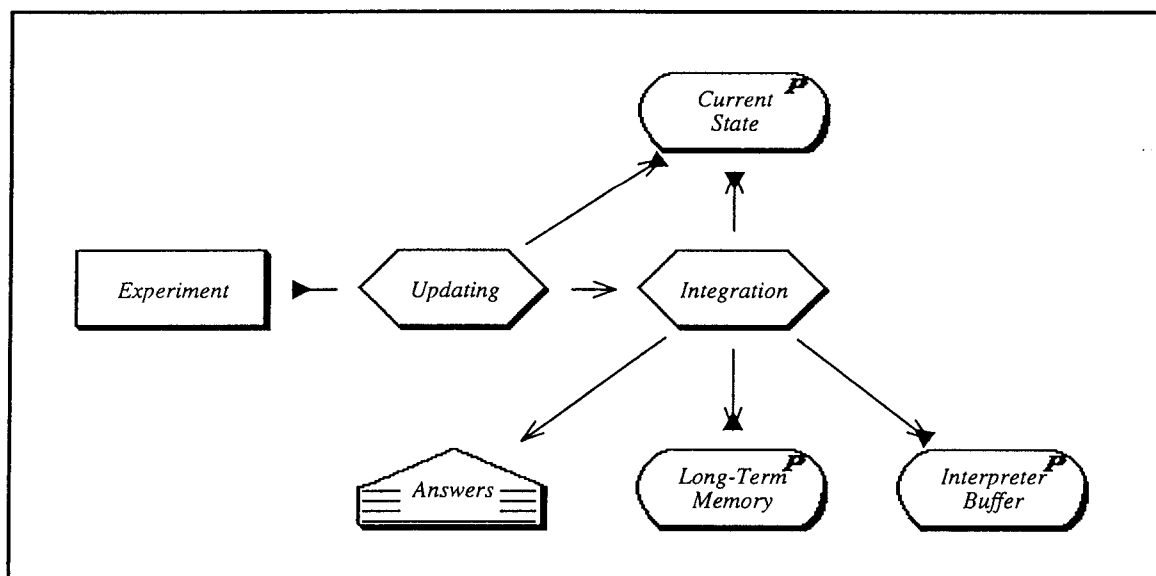 P
Current
State
Experiment
Updating
Integration
Answers
P
Long-Term
Memory
P
Interpreter
Buffer